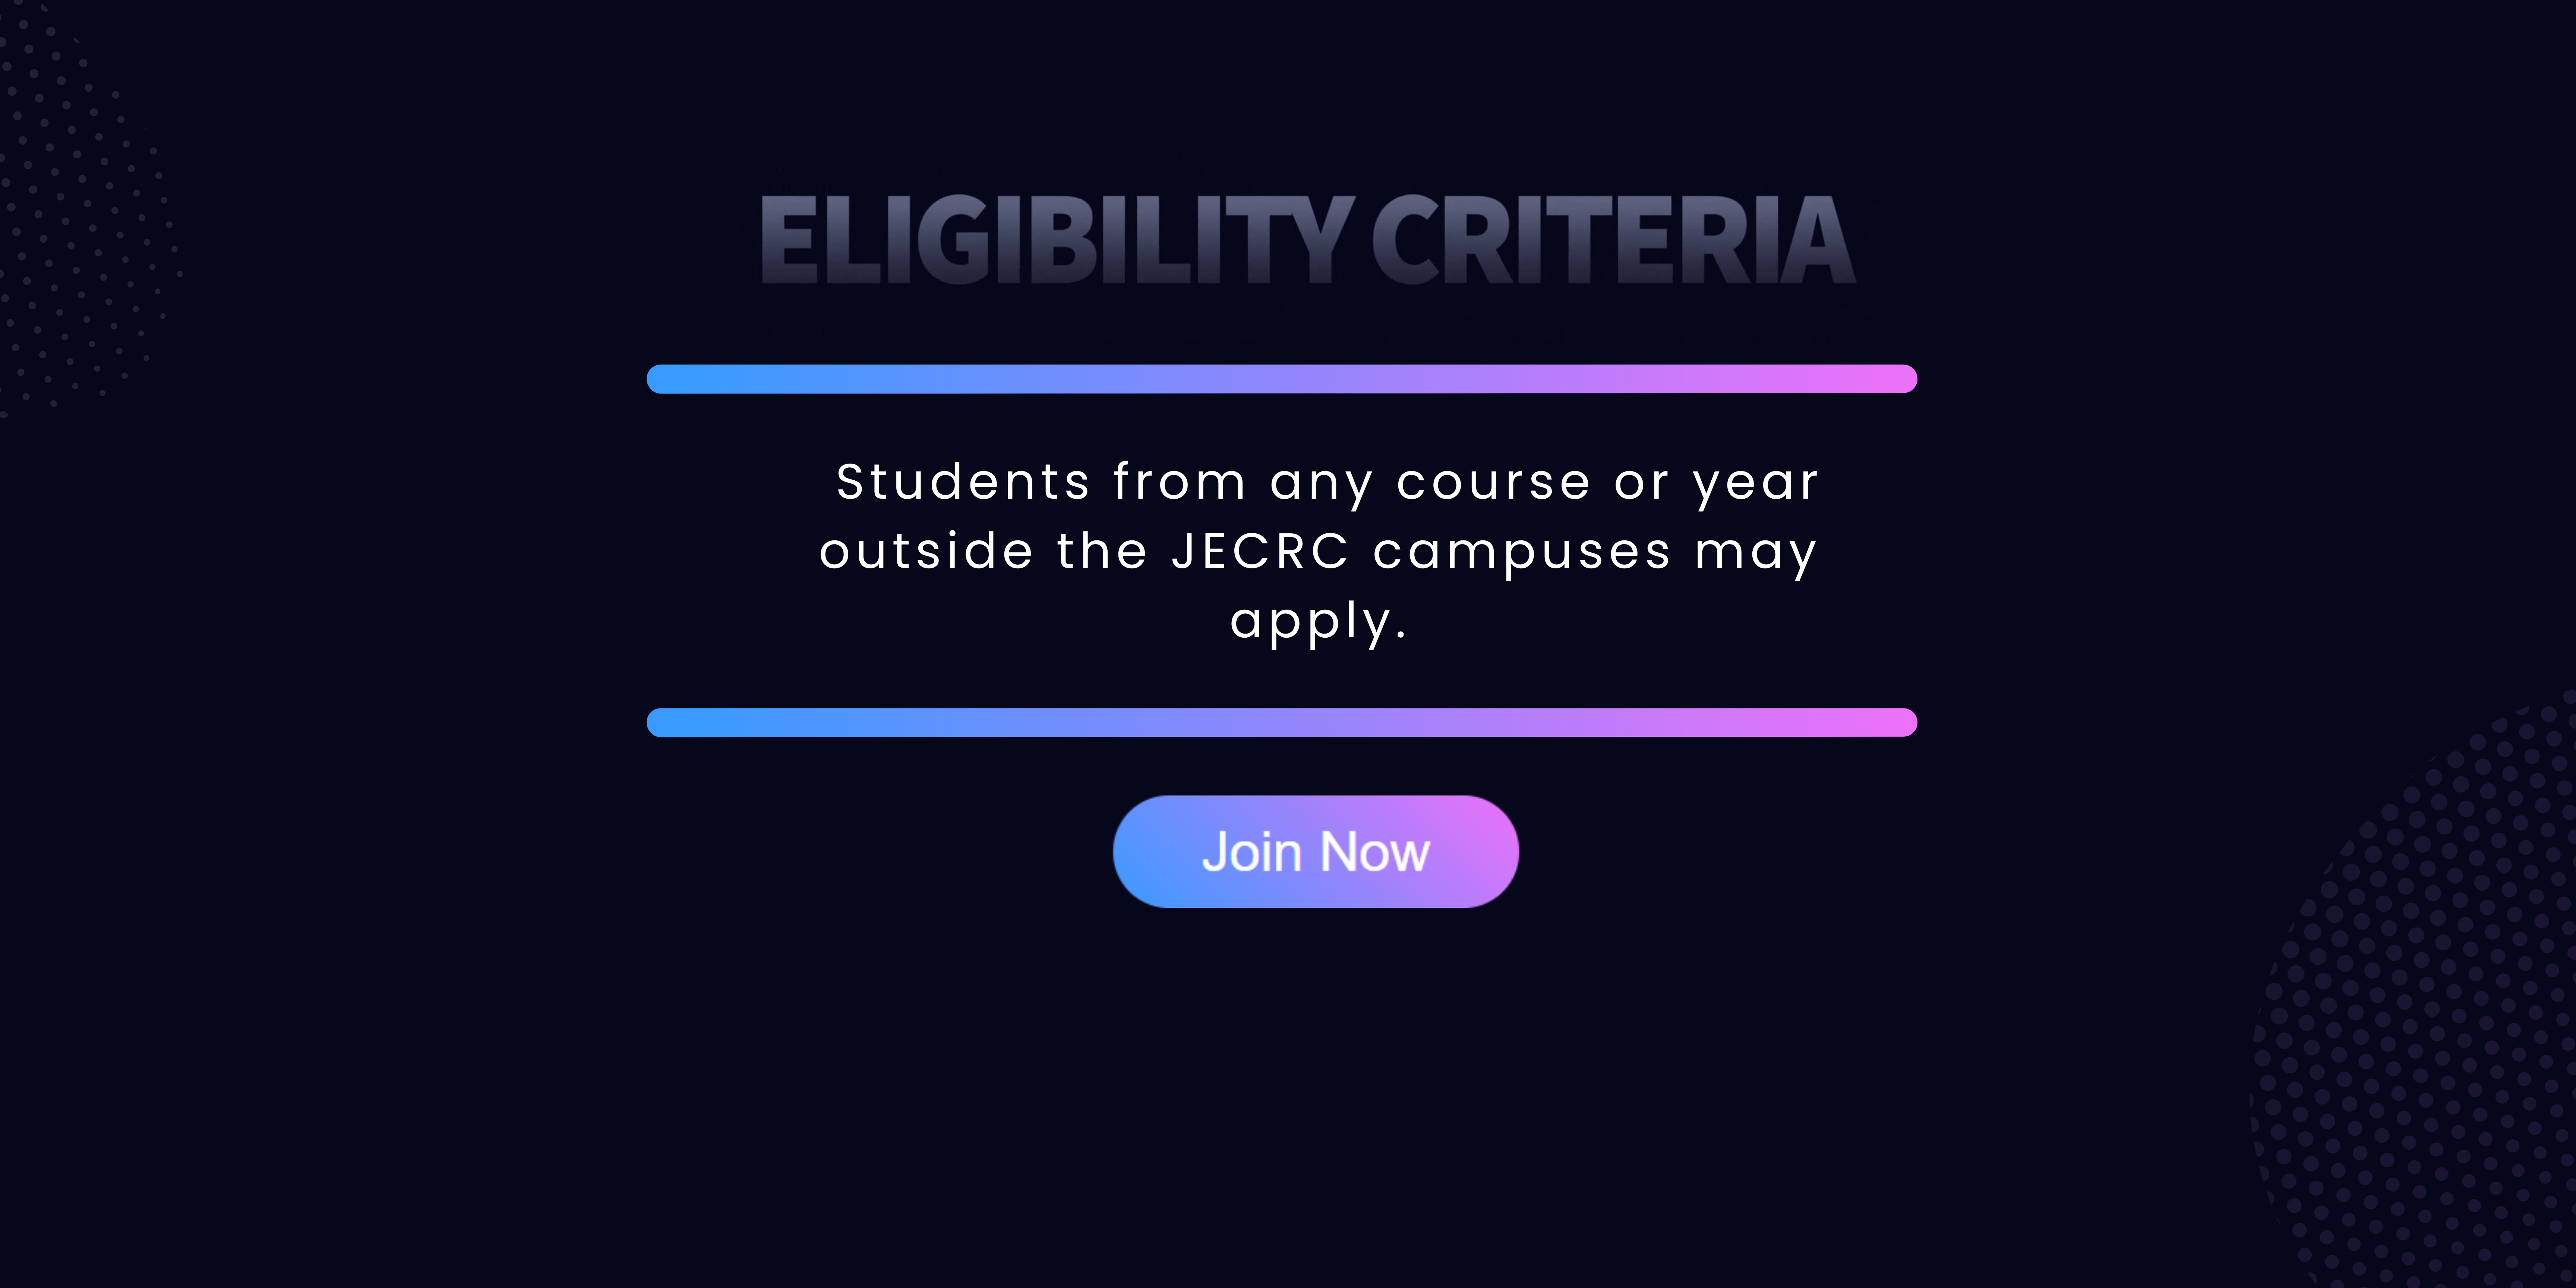 ELIGIBILITY CRITERIA
Students from any course or year
outside the JECRC campuses may
apply.
Join Now